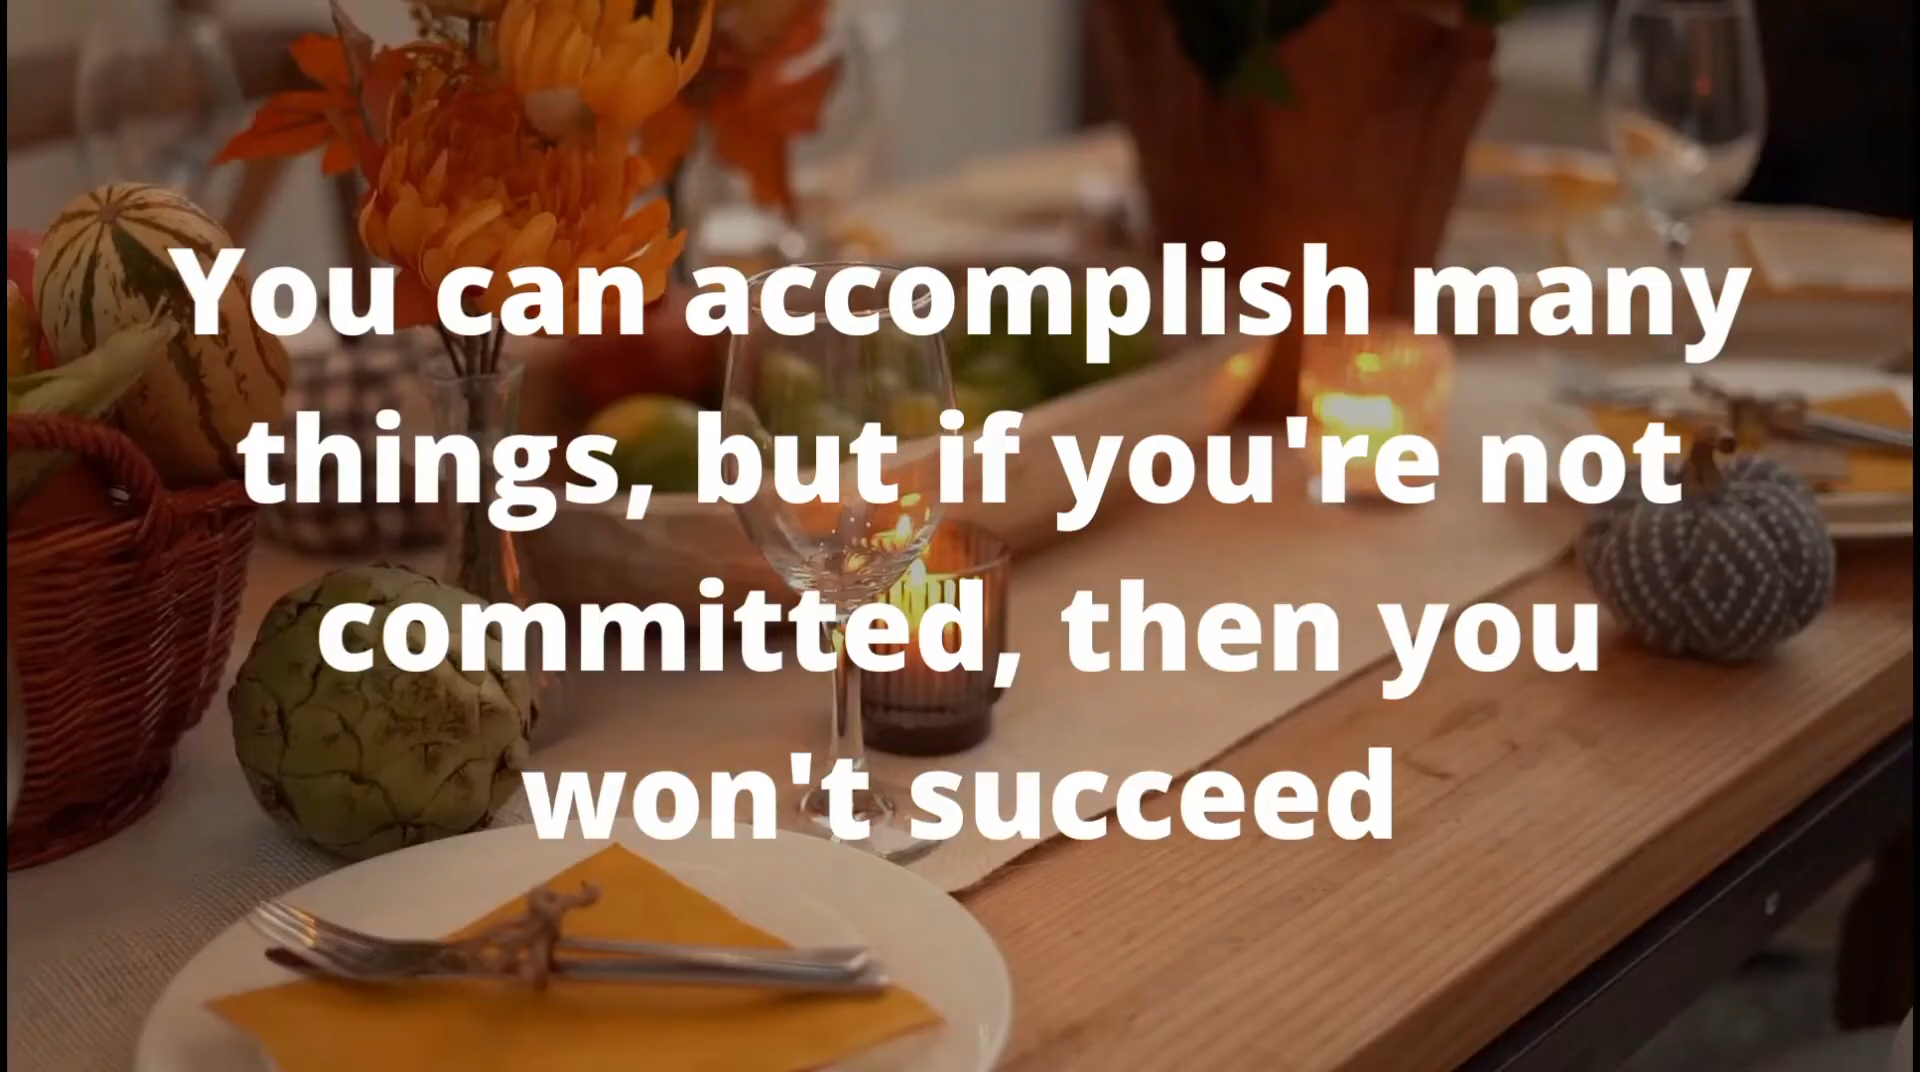 You can accomplish many
things, but if you're not
committed, then you
won't succeed